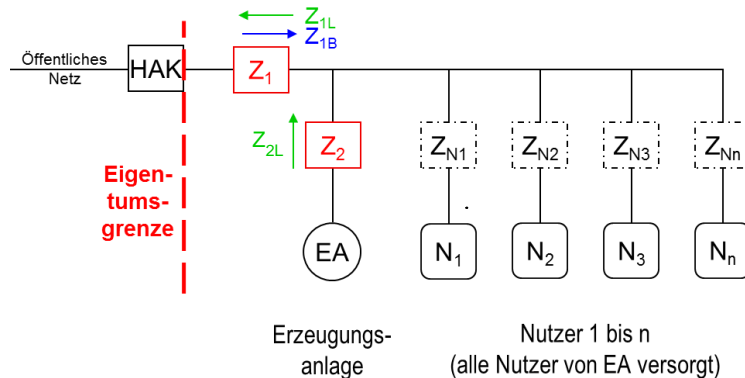 Z1L
Z1B
Öffentliches
Netz
HAK
Z1
Z2L
Z2
ZN1
ZN2
ZN3
ZNn
Eigen-
tums-
grenze
EA
N1
N2
N3
Nn
Erzeugungs-
anlage
Nutzer 1 bis n
(alle Nutzer von EA versorgt)